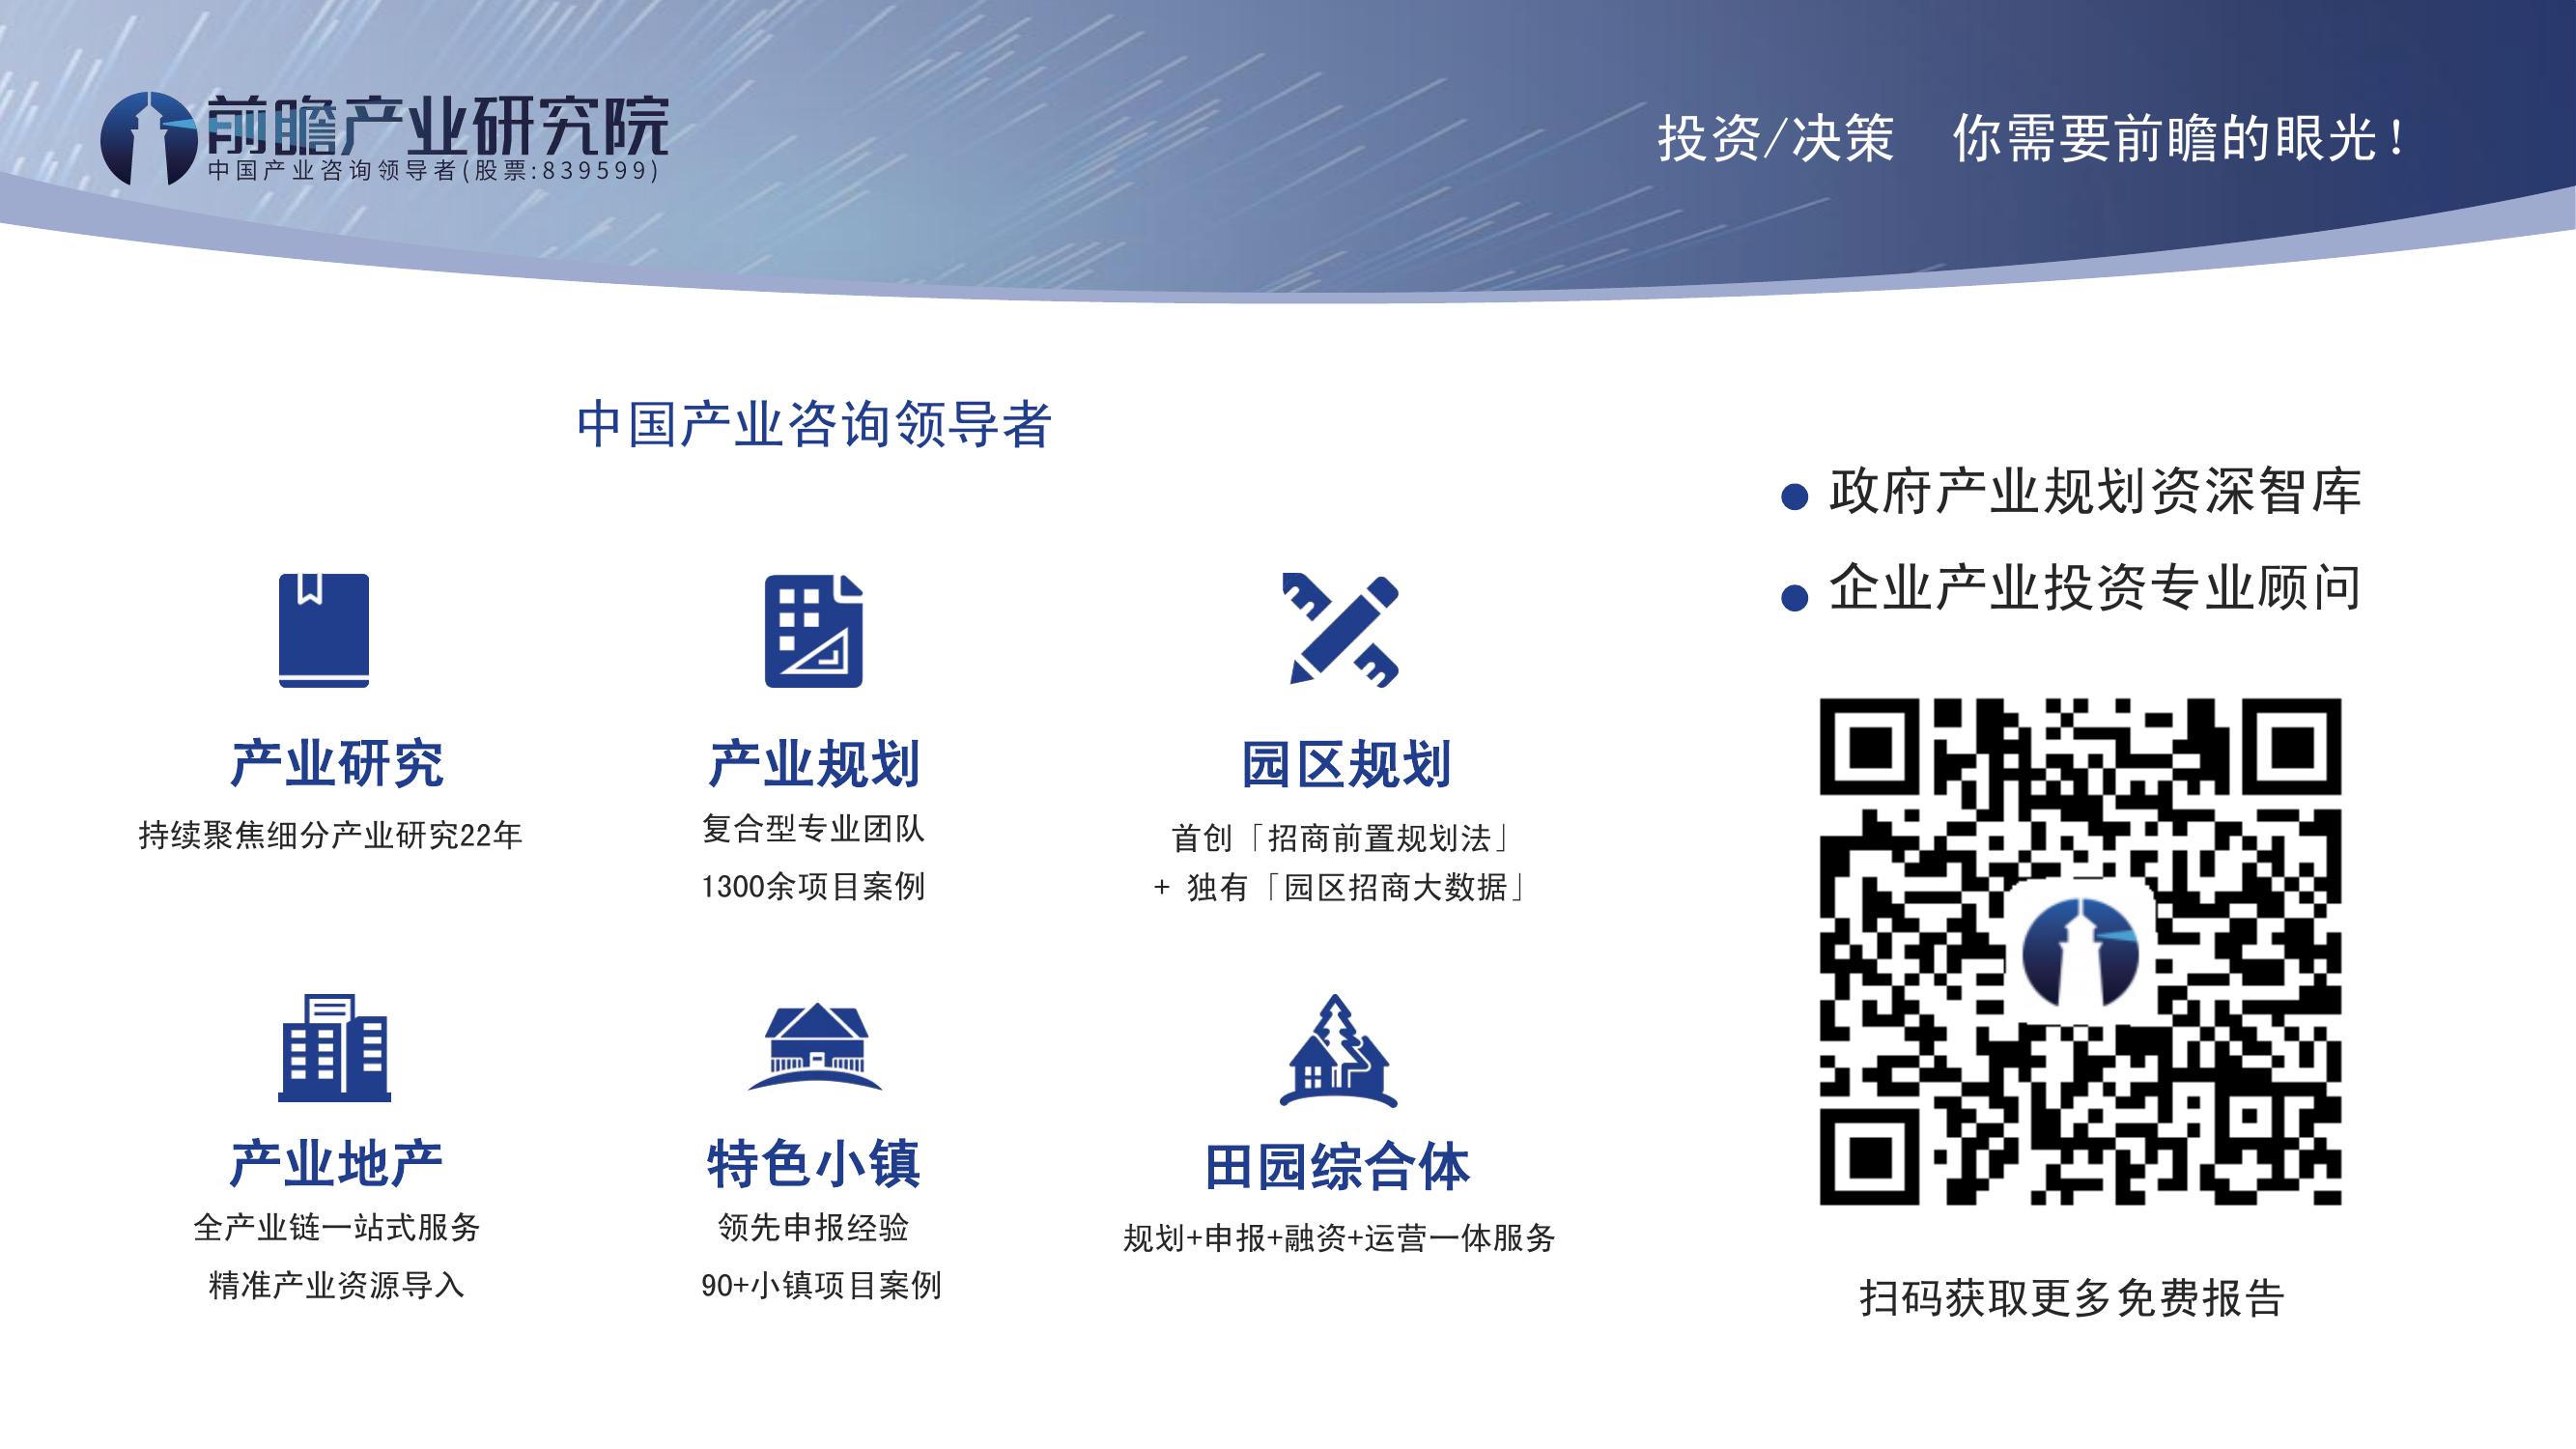 前瞻产业研究院
中国产业咨询领导者(股票:839599)
投资/决策 你需要前瞻的眼光!
中国产业咨询领导者
产业研究
持续聚焦细分产业研究22年
产业规划
复合型专业团队
1300余项目案例
园区规划
首创「招商前置规划法」
+ 独有「园区招商大数据」
产业地产
全产业链一站式服务
精准产业资源导入
特色小镇
领先申报经验
90+小镇项目案例
田园综合体
规划+申报+融资+运营一体服务
政府产业规划资深智库
企业产业投资专业顾问
扫码获取更多免费报告